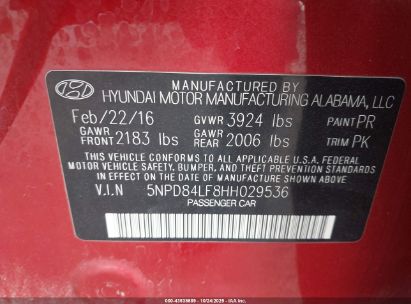 MANUFACTURED BY
HYUNDAI MOTOR MANUFACTURING ALABAMA, LLC
Feb/22/16 GVWR 3924 lbs PAINT PR
GAWR FRONT 2183 lbs GAWR REAR 2006 lbs TRIM PK
THIS VEHICLE CONFORMS TO ALL APPLICABLE U.S.A. FEDERAL
MOTOR VEHICLE SAFETY, BUMPER, AND THEFT PREVENTION STANDARDS
IN EFFECT ON THE DATE OF MANUFACTURE SHOWN ABOVE.
V.I.N 5NPD84LF8HH029536
PASSENGER CAR